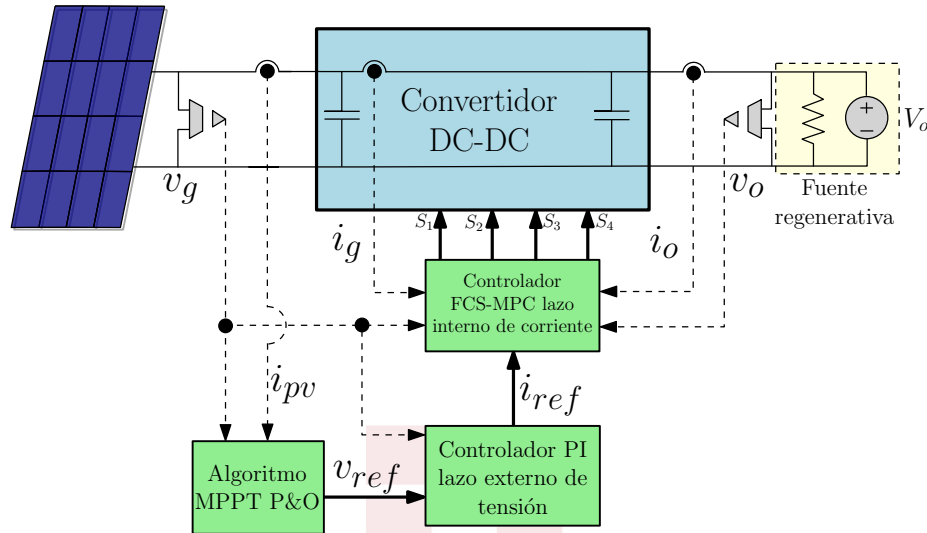 Convertidor
DC-DC
+
−
V_o
v_g
v_o
Fuente
regenerativa
S_1
S_2
S_3
S_4
i_g
i_o
Controlador
FCS-MPC lazo
interno de corriente
i_pv
i_ref
Algoritmo
MPPT P&O
v_ref
Controlador PI
lazo externo de
tensión